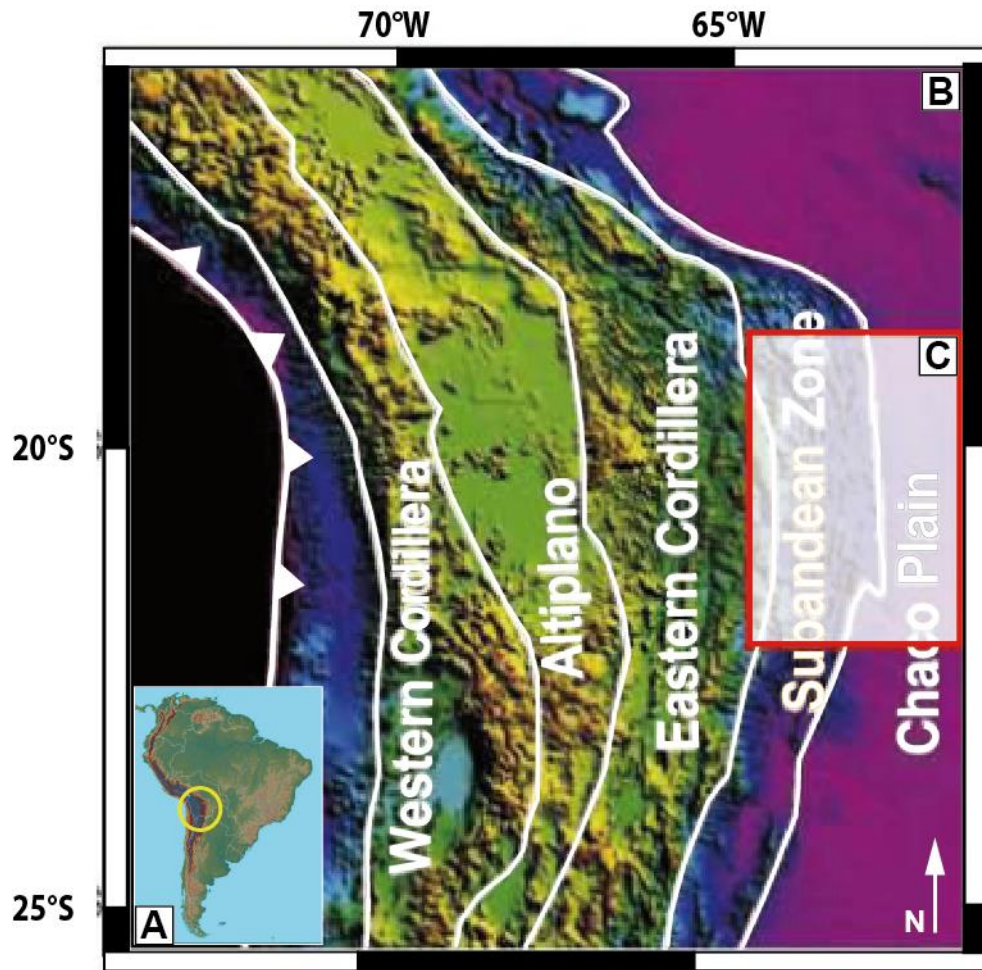 70°W 65°W
B
C
20°S
Western Cordillera
Altiplano
Eastern Cordillera
Subandean Zone
Chaco Plain
25°S
A
N